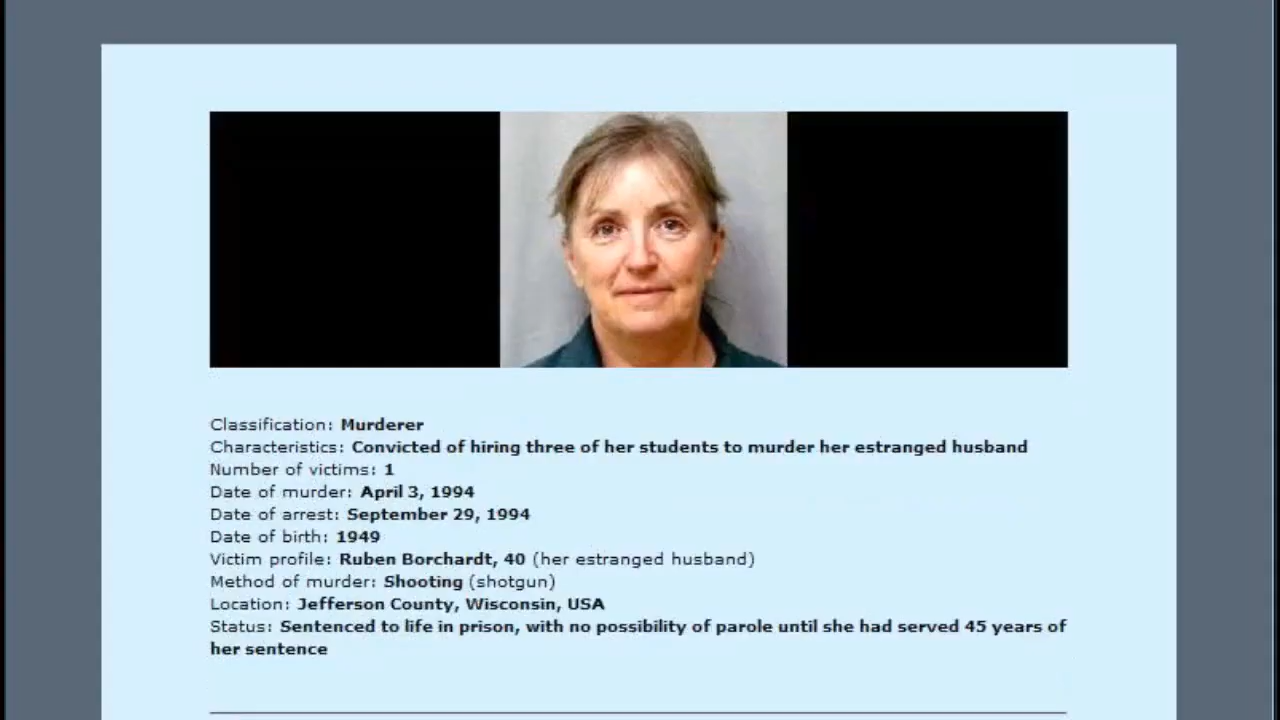 Classification: Murderer
Characteristics: Convicted of hiring three of her students to murder her estranged husband
Number of victims: 1
Date of murder: April 3, 1994
Date of arrest: September 29, 1994
Date of birth: 1949
Victim profile: Ruben Borchardt, 40 (her estranged husband)
Method of murder: Shooting (shotgun)
Location: Jefferson County, Wisconsin, USA
Status: Sentenced to life in prison, with no possibility of parole until she had served 45 years of
her sentence